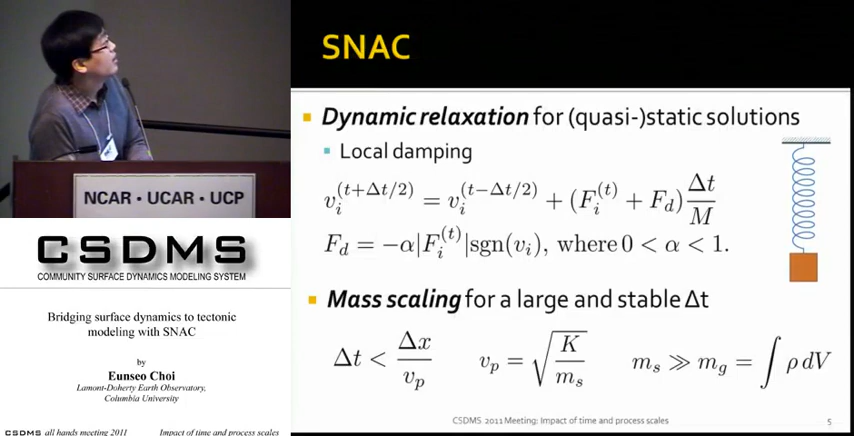 NCAR • UCAR • UCP
CSDMS
COMMUNITY SURFACE DYNAMICS MODELING SYSTEM
Bridging surface dynamics to tectonic
modeling with SNAC
by
Eunseo Choi
Lamont-Doherty Earth Observatory,
Columbia University
CSDMS all hands meeting 2011 Impact of time and process scales
SNAC
Dynamic relaxation for (quasi-)static solutions
Local damping
v_i^{(t+Δt/2)} = v_i^{(t−Δt/2)} + (F_i^{(t)} + F_d) Δt/M
F_d = −α|F_i^{(t)}|sgn(v_i), where 0 < α < 1.
Mass scaling for a large and stable Δt
Δt < Δx/v_p v_p = √(K/m_s) m_s ≫ m_g = ∫ ρ dV
CSDMS 2011 Meeting: Impact of time and process scales 5